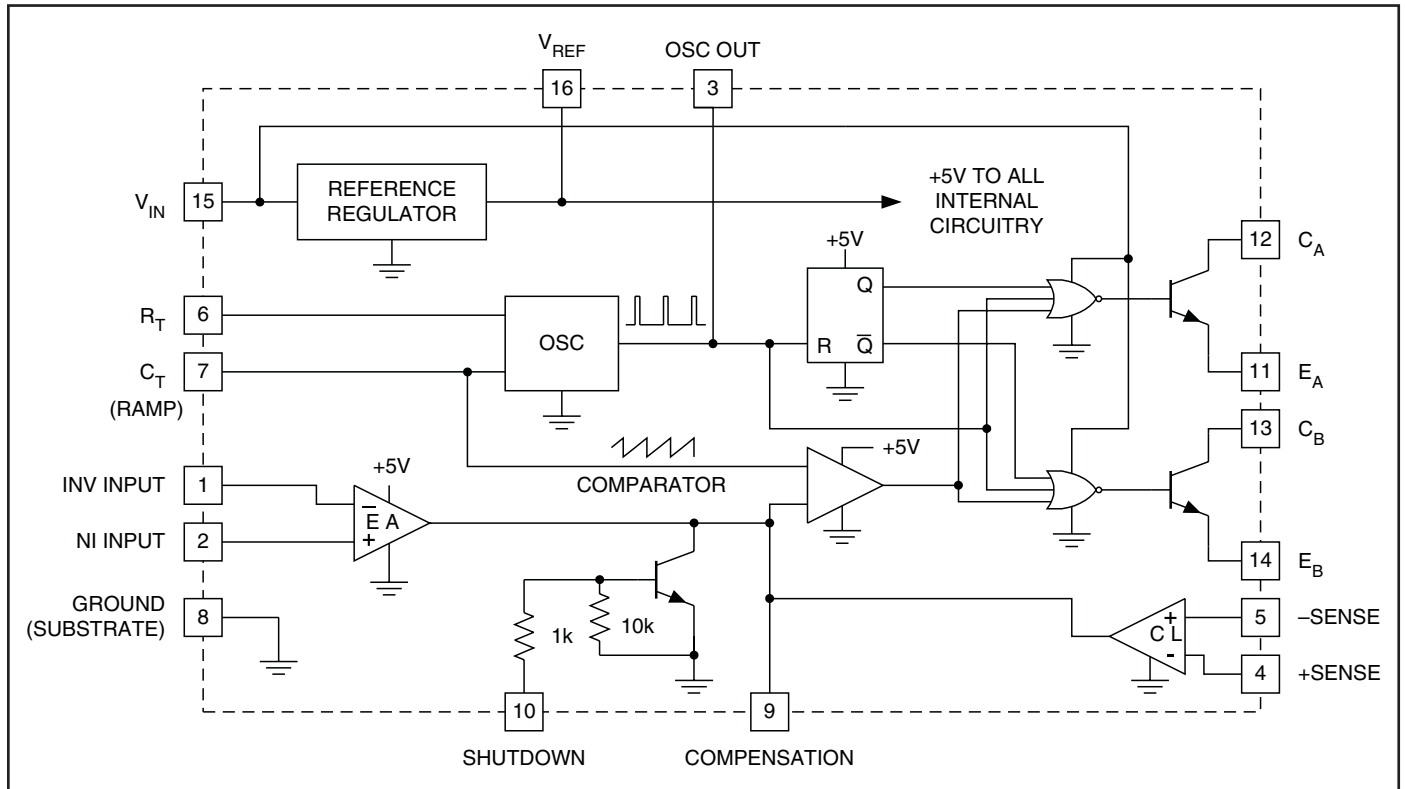 V_REF
OSC OUT
16
3
REFERENCE
REGULATOR
+5V TO ALL
INTERNAL
CIRCUITRY
V_IN
15
+5V
12
C_A
Q
R_T
6
OSC
R
Q̅
C_T
7
(RAMP)
11
E_A
13
C_B
+5V
COMPARATOR
INV INPUT
1
+5V
–
E A
+
NI INPUT
2
14
E_B
GROUND
(SUBSTRATE)
8
1k
10k
+
C L
-
5
–SENSE
4
+SENSE
10
9
SHUTDOWN
COMPENSATION